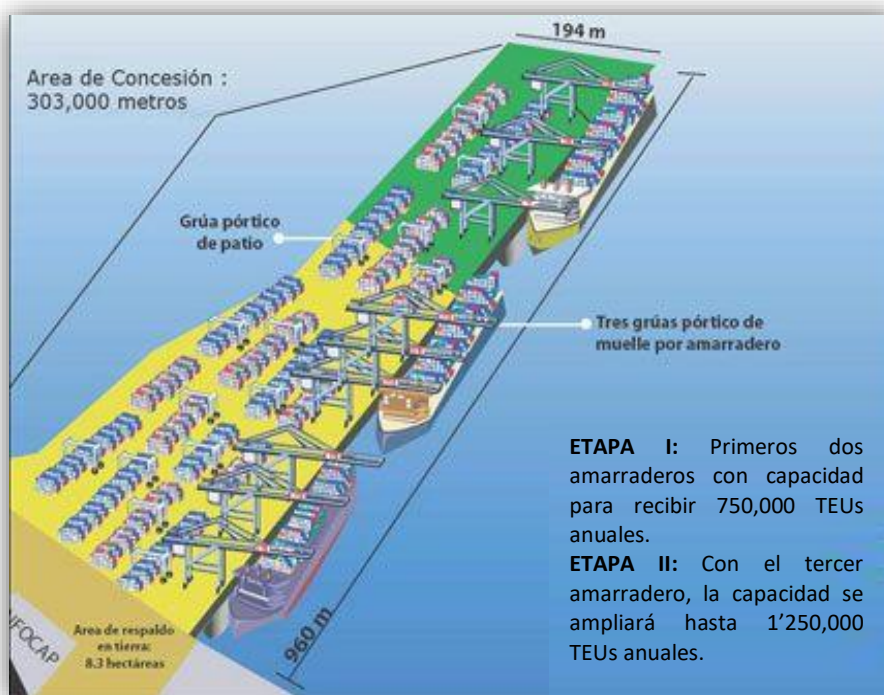 194 m
Area de Concesión :
303,000 metros
Grúa pórtico
de patio
Tres grúas pórtico de
muelle por amarradero
ETAPA I: Primeros dos
amarraderos con capacidad
para recibir 750,000 TEUs
anuales.
ETAPA II: Con el tercer
amarradero, la capacidad se
ampliará hasta 1’250,000
TEUs anuales.
Area de respaldo
en tierra:
8.3 hectáreas
960 m